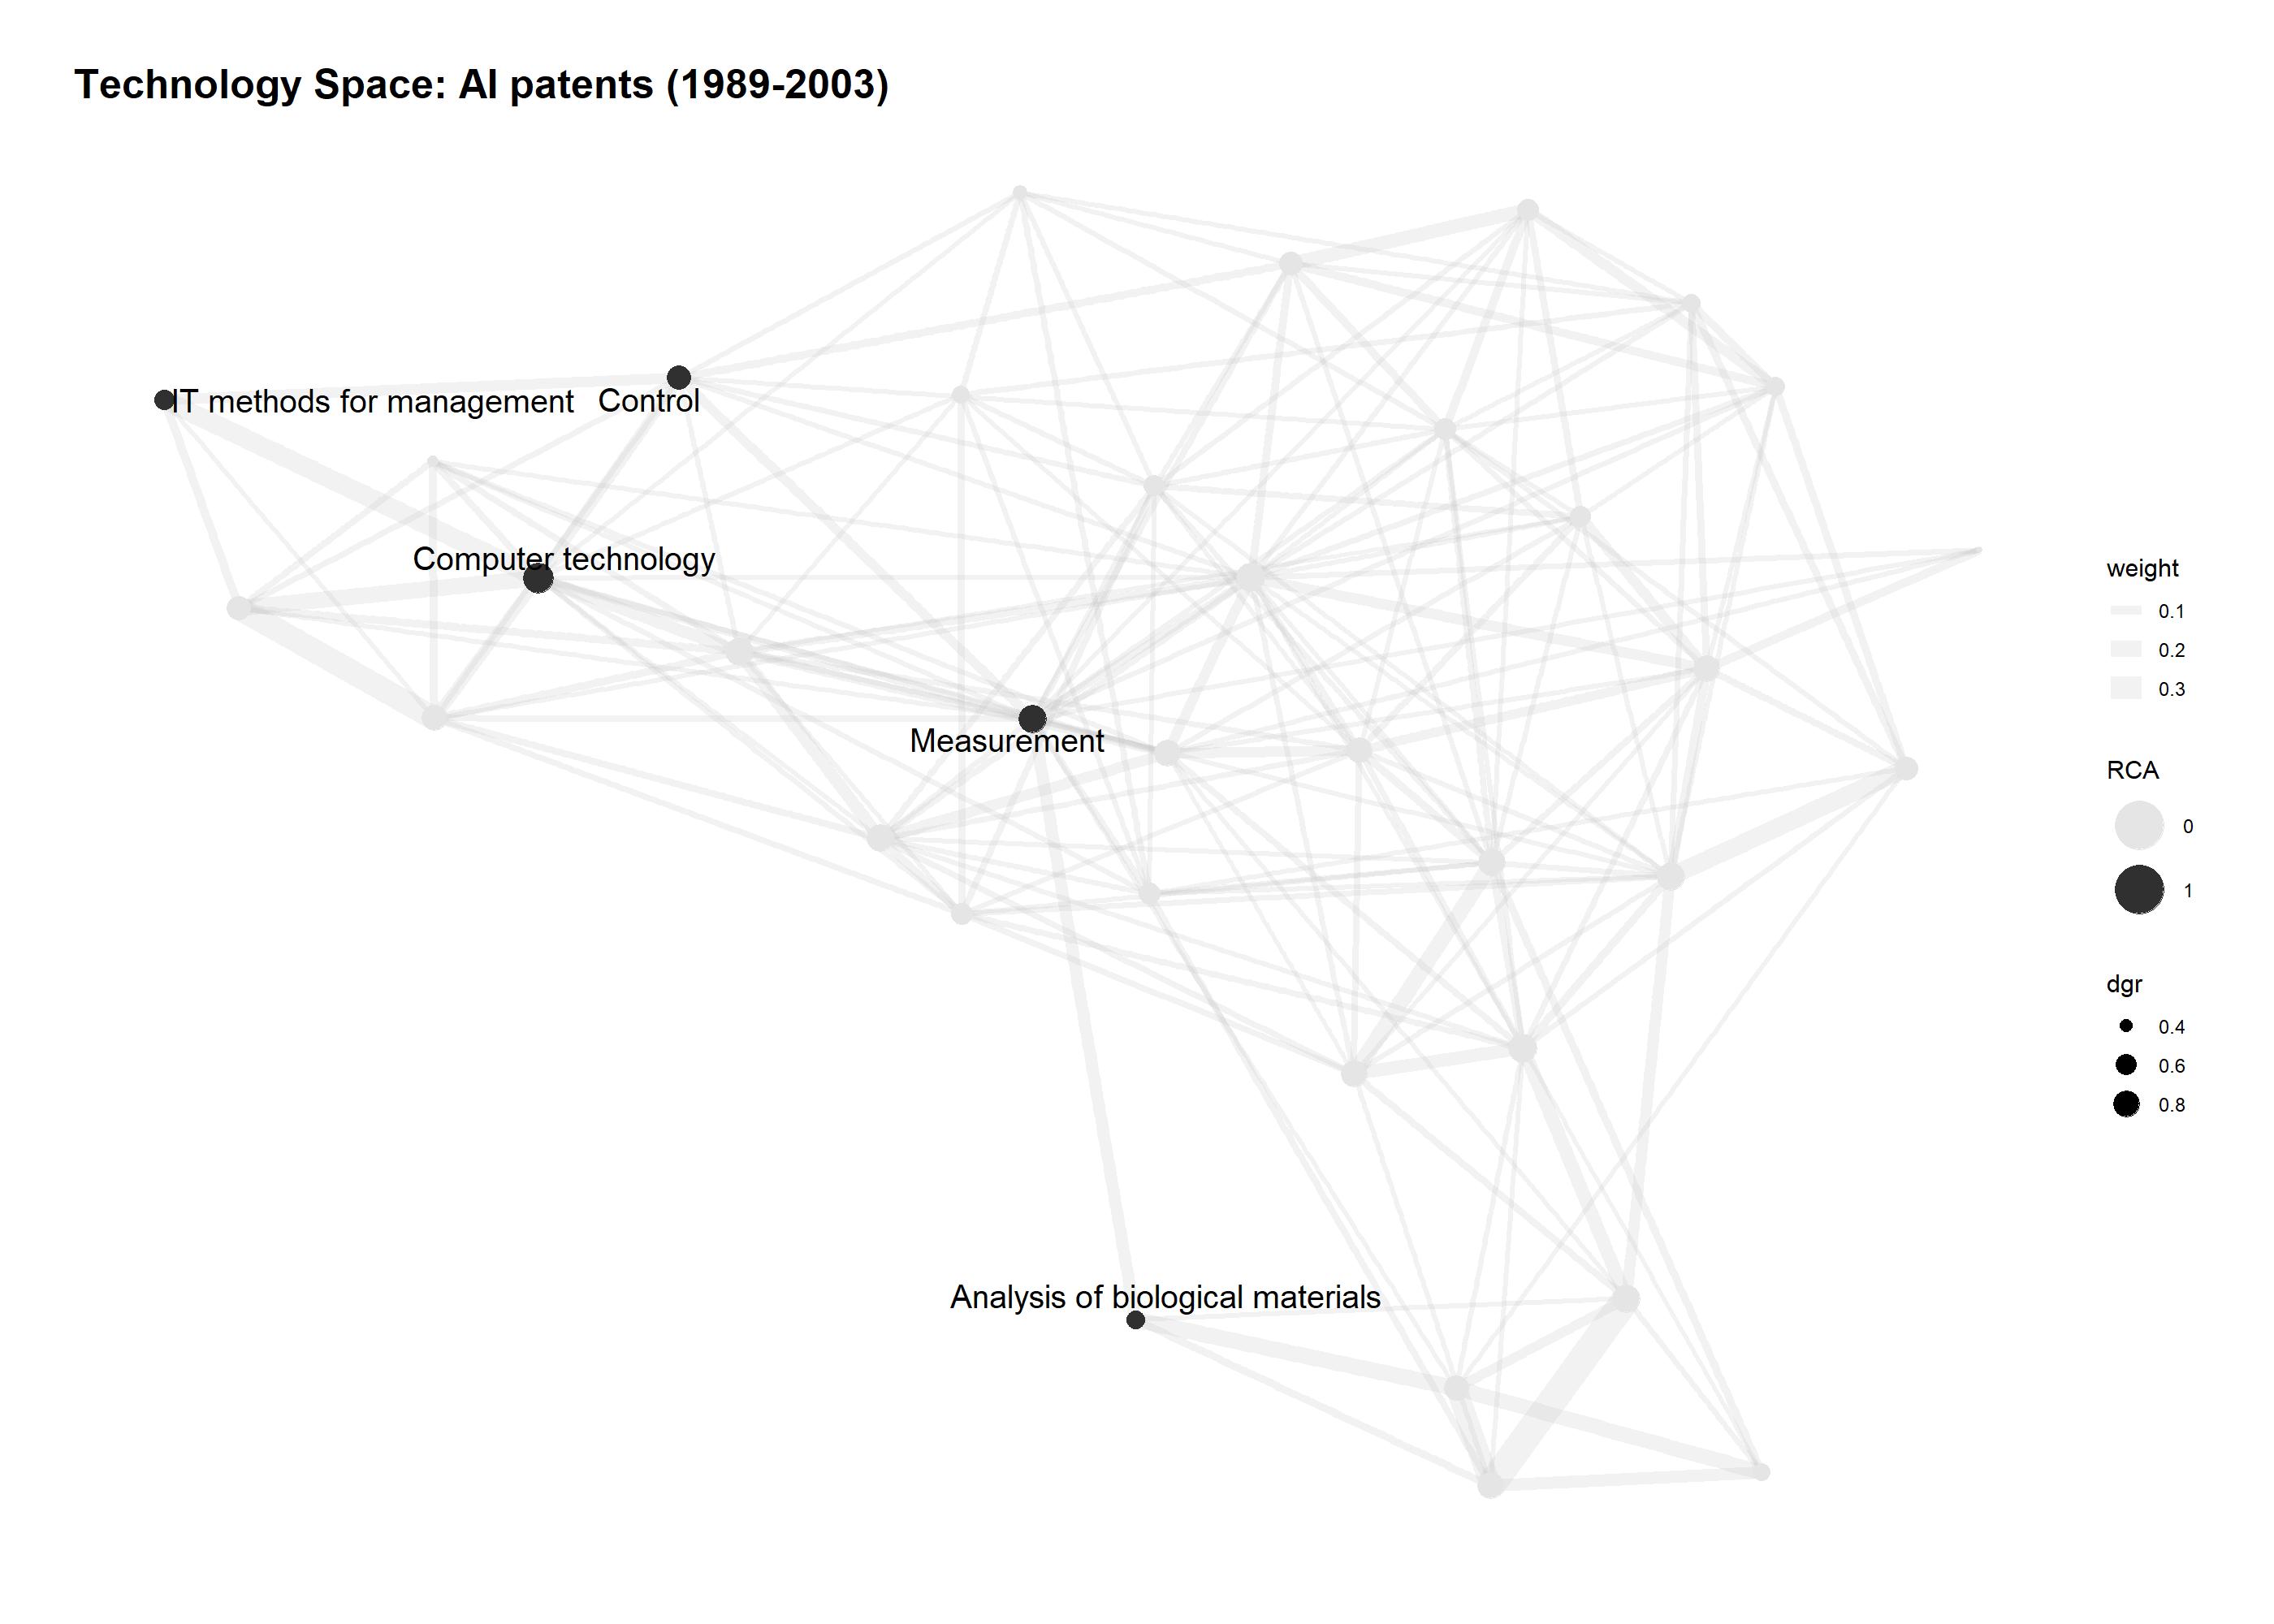 Technology Space: AI patents (1989-2003)
IT methods for management
Control
Computer technology
Measurement
Analysis of biological materials
weight
0.1
0.2
0.3
RCA
0
1
dgr
0.4
0.6
0.8